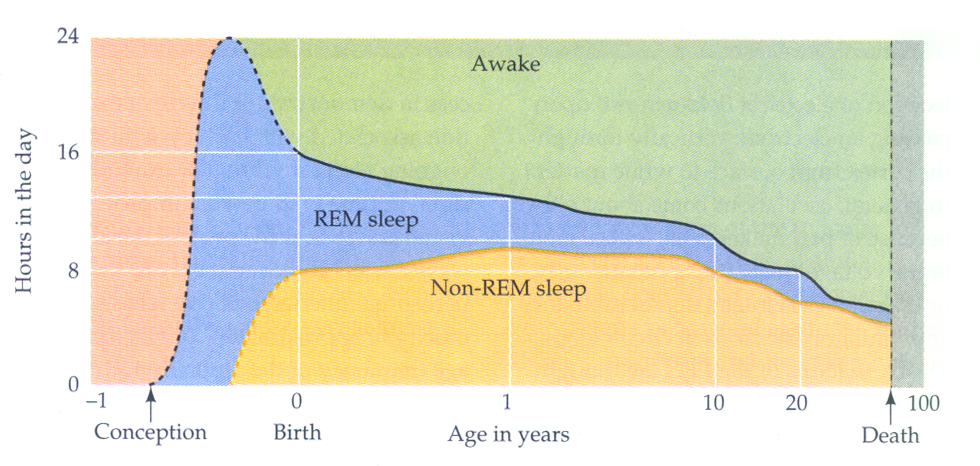 24
Awake
16
REM sleep
8
Non-REM sleep
0
Hours in the day
–1 0 1 10 20 100
Conception Birth Age in years Death